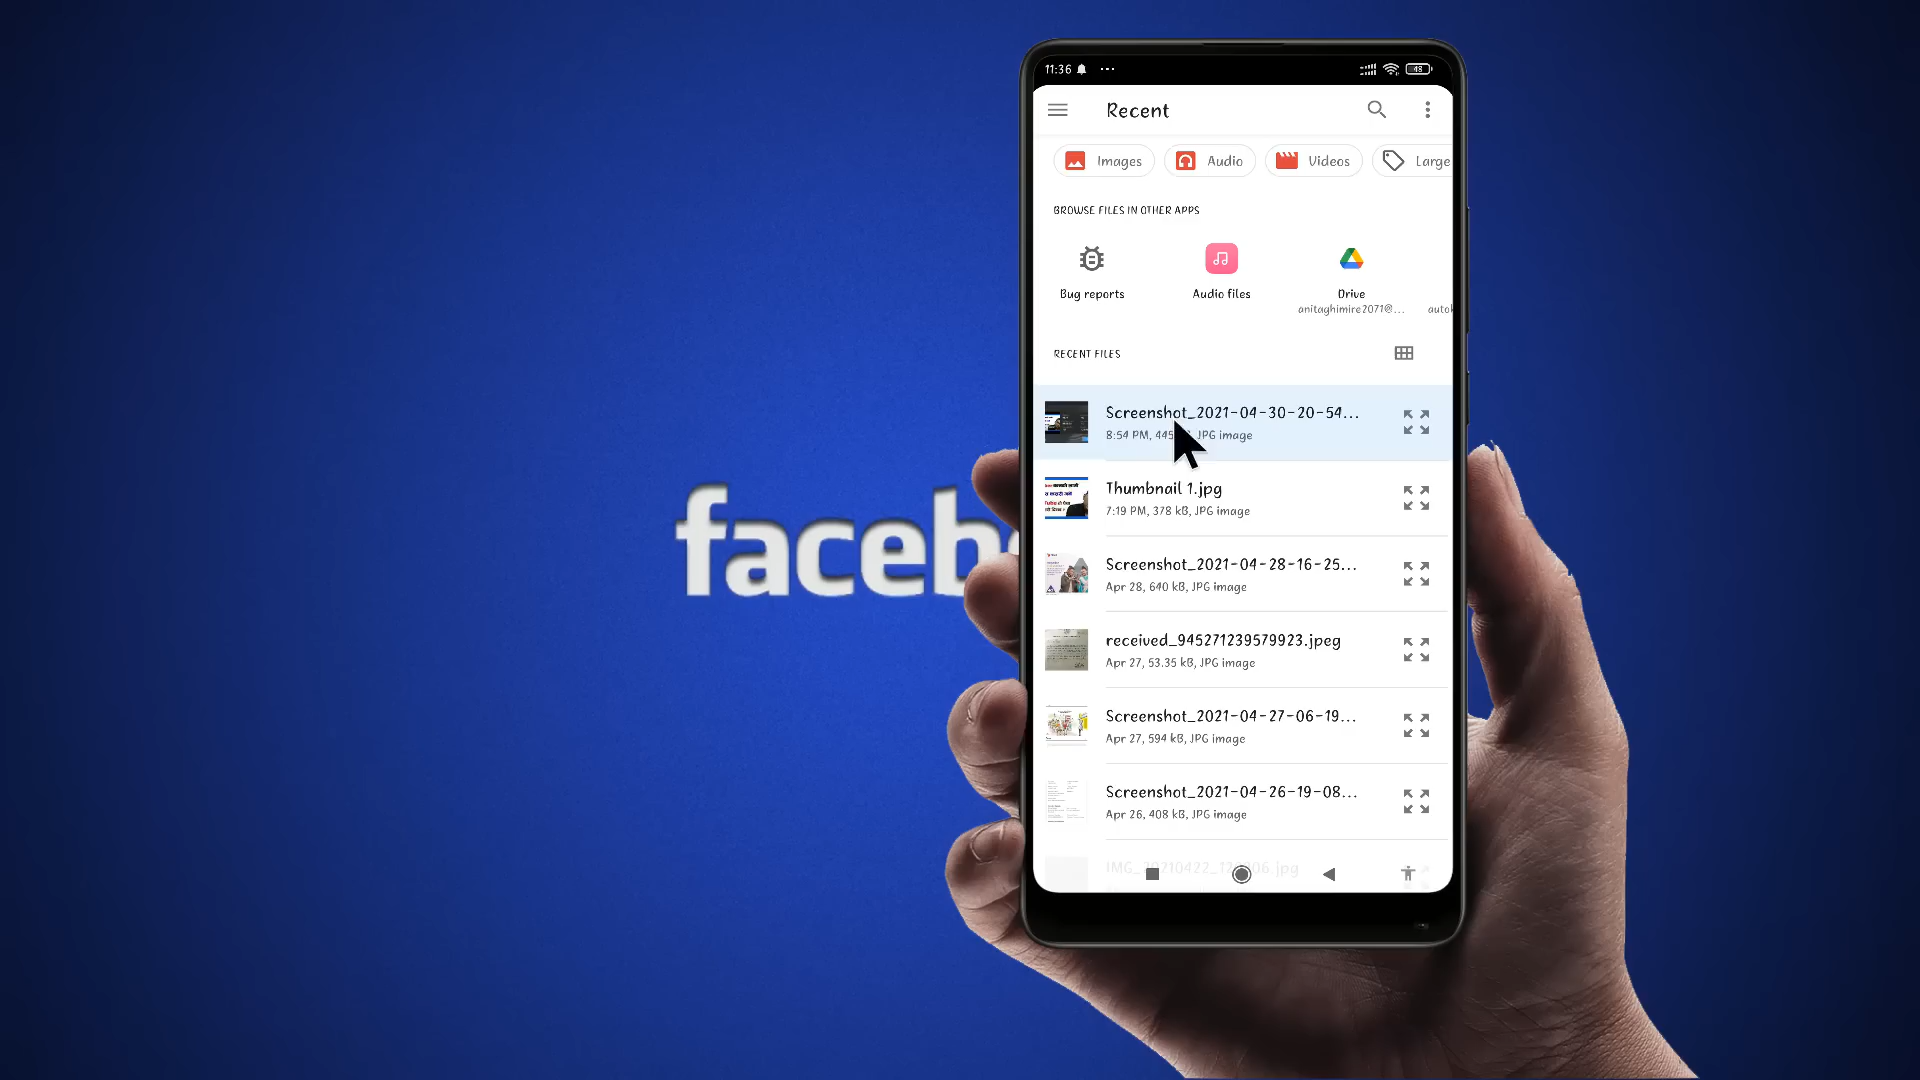 11:36
48
Recent
Images
Audio
Videos
Large
BROWSE FILES IN OTHER APPS
Bug reports
Audio files
Drive
anitaghimire2071@...
RECENT FILES
Screenshot_2021-04-30-20-54...
8:54 PM, 445 JPG image
Thumbnail 1.jpg
7:19 PM, 378 kB, JPG image
Screenshot_2021-04-28-16-25...
Apr 28, 640 kB, JPG image
faceb
received_945271239579923.jpeg
Apr 27, 53.35 kB, JPG image
Screenshot_2021-04-27-06-19...
Apr 27, 594 kB, JPG image
Screenshot_2021-04-26-19-08...
Apr 26, 408 kB, JPG image